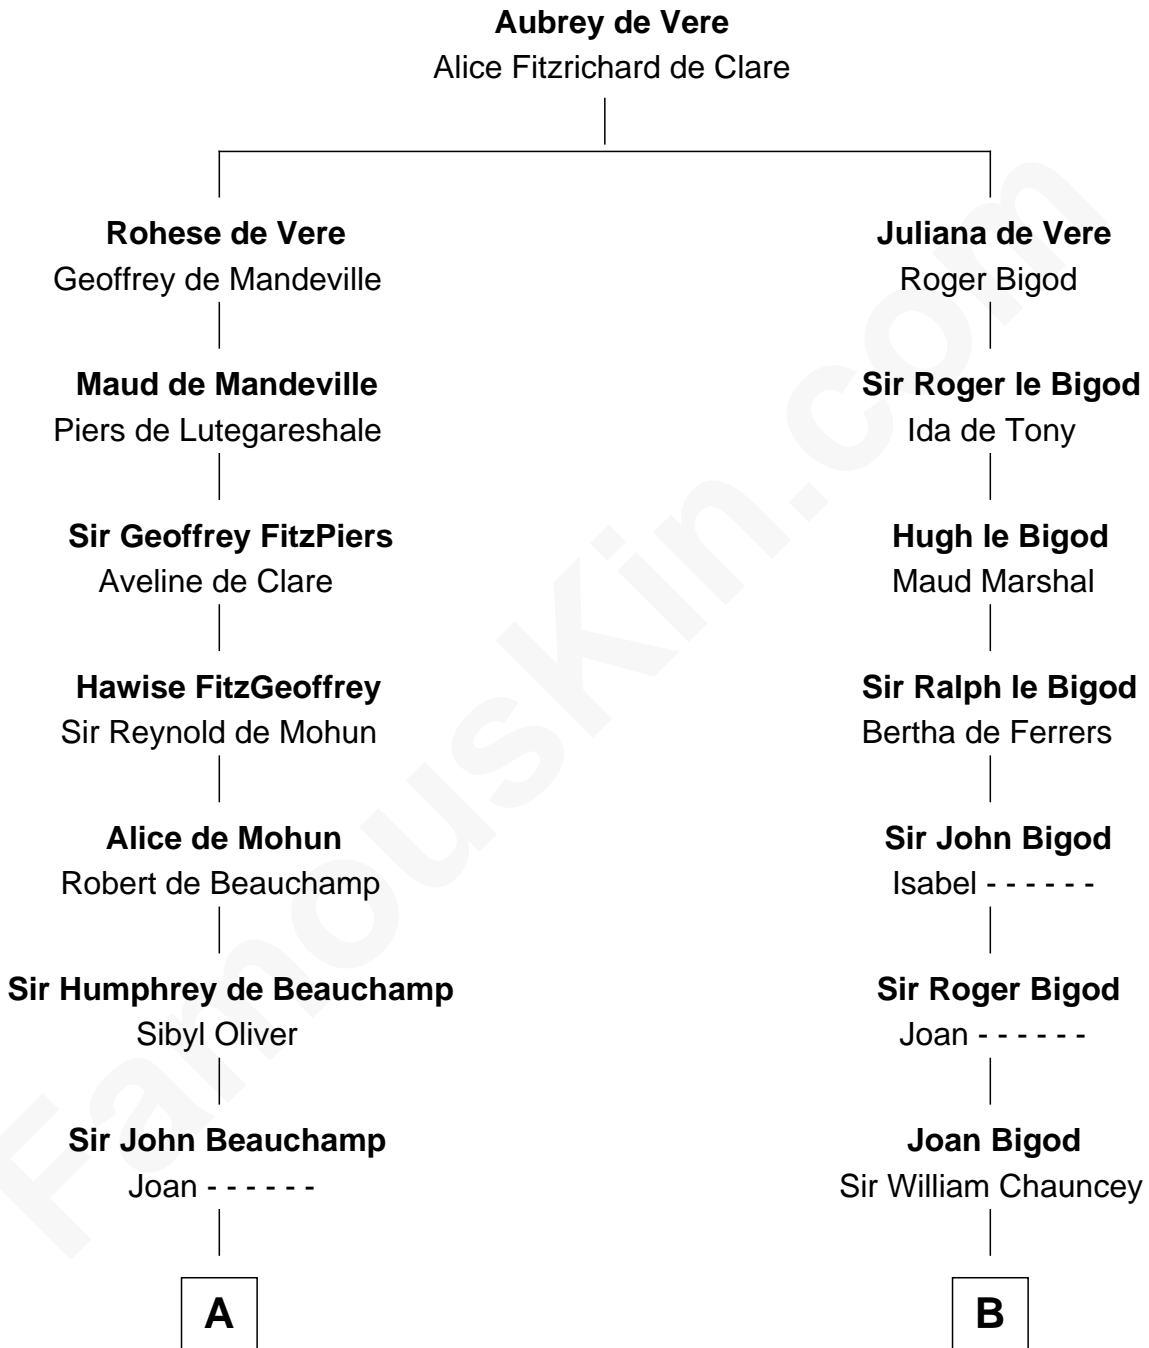 Aubrey de Vere
Alice Fitzrichard de Clare
Rohese de Vere
Geoffrey de Mandeville
Juliana de Vere
Roger Bigod
Maud de Mandeville
Piers de Lutegareshale
Sir Roger le Bigod
Ida de Tony
Sir Geoffrey FitzPiers
Aveline de Clare
Hugh le Bigod
Maud Marshal
Hawise FitzGeoffrey
Sir Reynold de Mohun
Sir Ralph le Bigod
Bertha de Ferrers
Alice de Mohun
Robert de Beauchamp
Sir John Bigod
Isabel - - - - - -
Sir Humphrey de Beauchamp
Sibyl Oliver
Sir Roger Bigod
Joan - - - - - -
Sir John Beauchamp
Joan - - - - - -
Joan Bigod
Sir William Chauncey
A
B
FamousKin.com